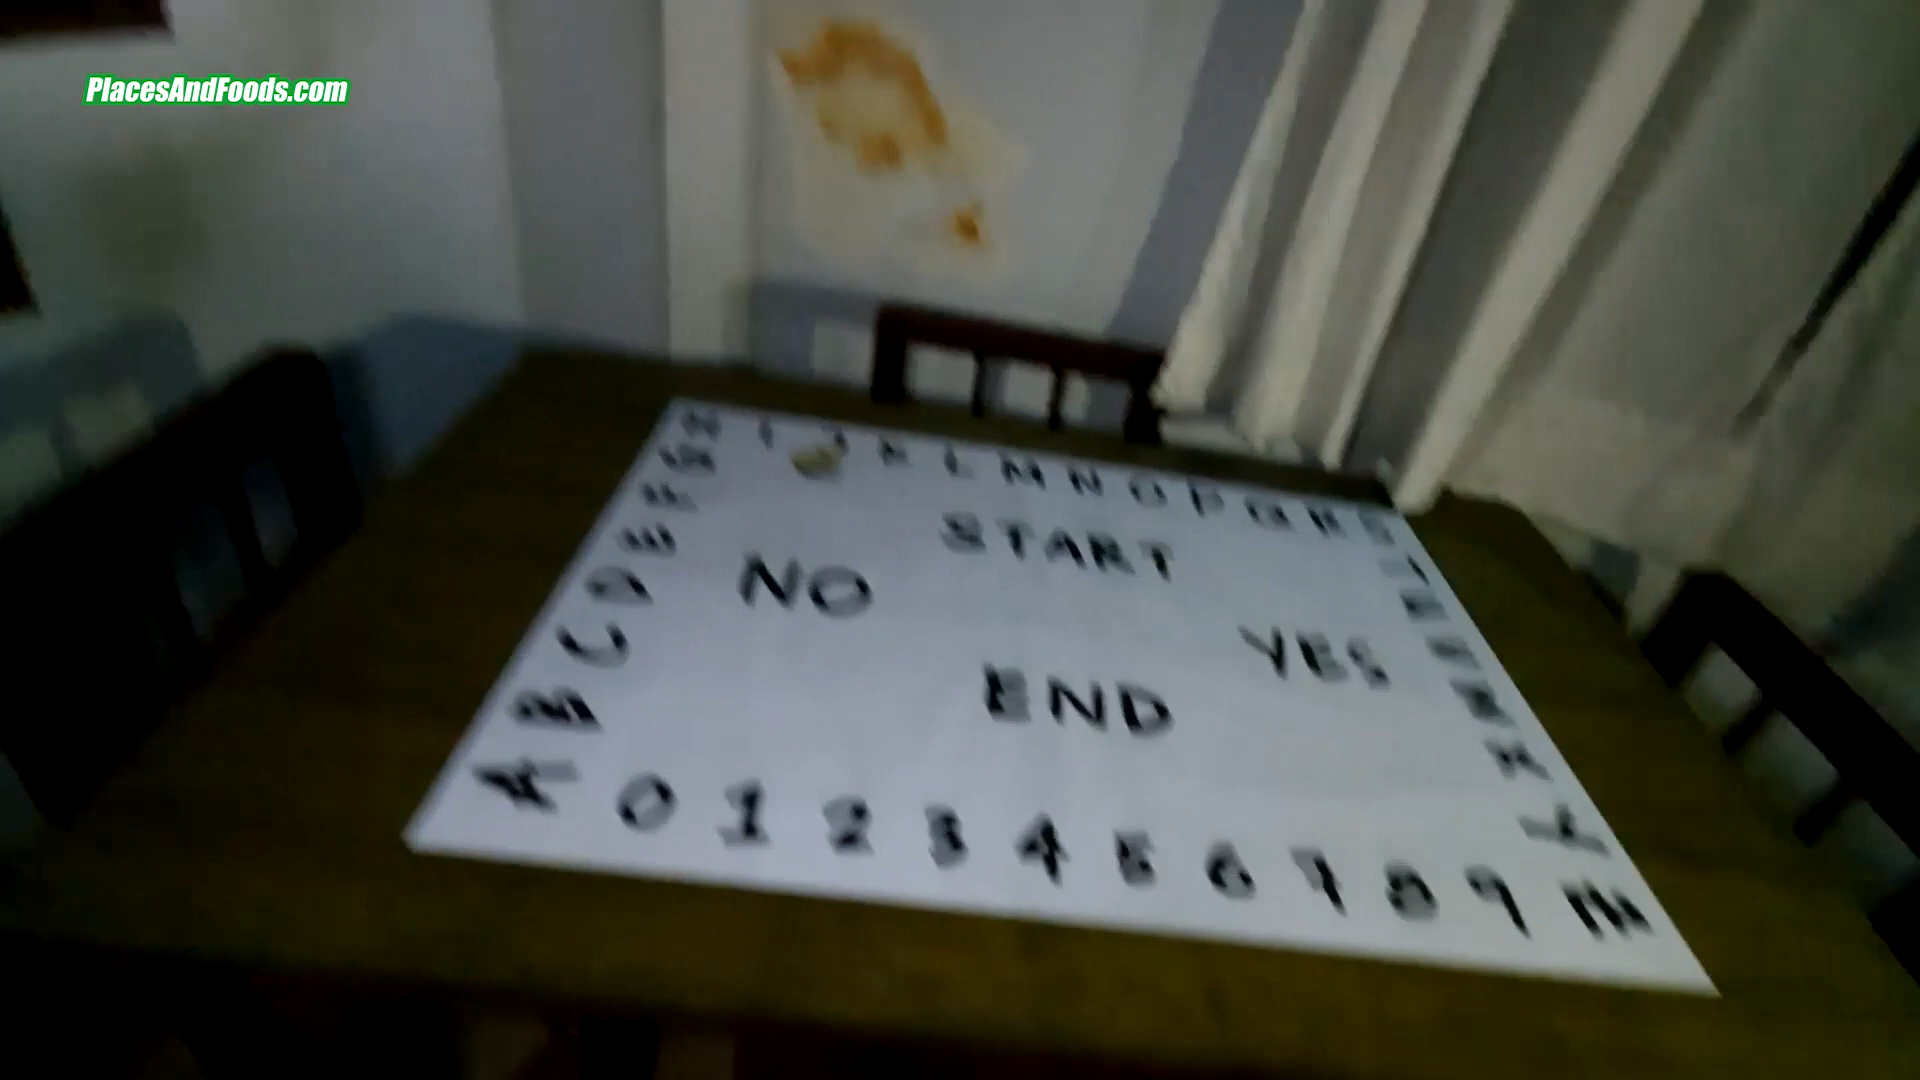 PlacesAndFoods.com
H I J K L M N O P Q R S
G
F
E
D
C
B
A
START
NO
YES
END
T
U
V
W
X
Y
0 1 2 3 4 5 6 7 8 9